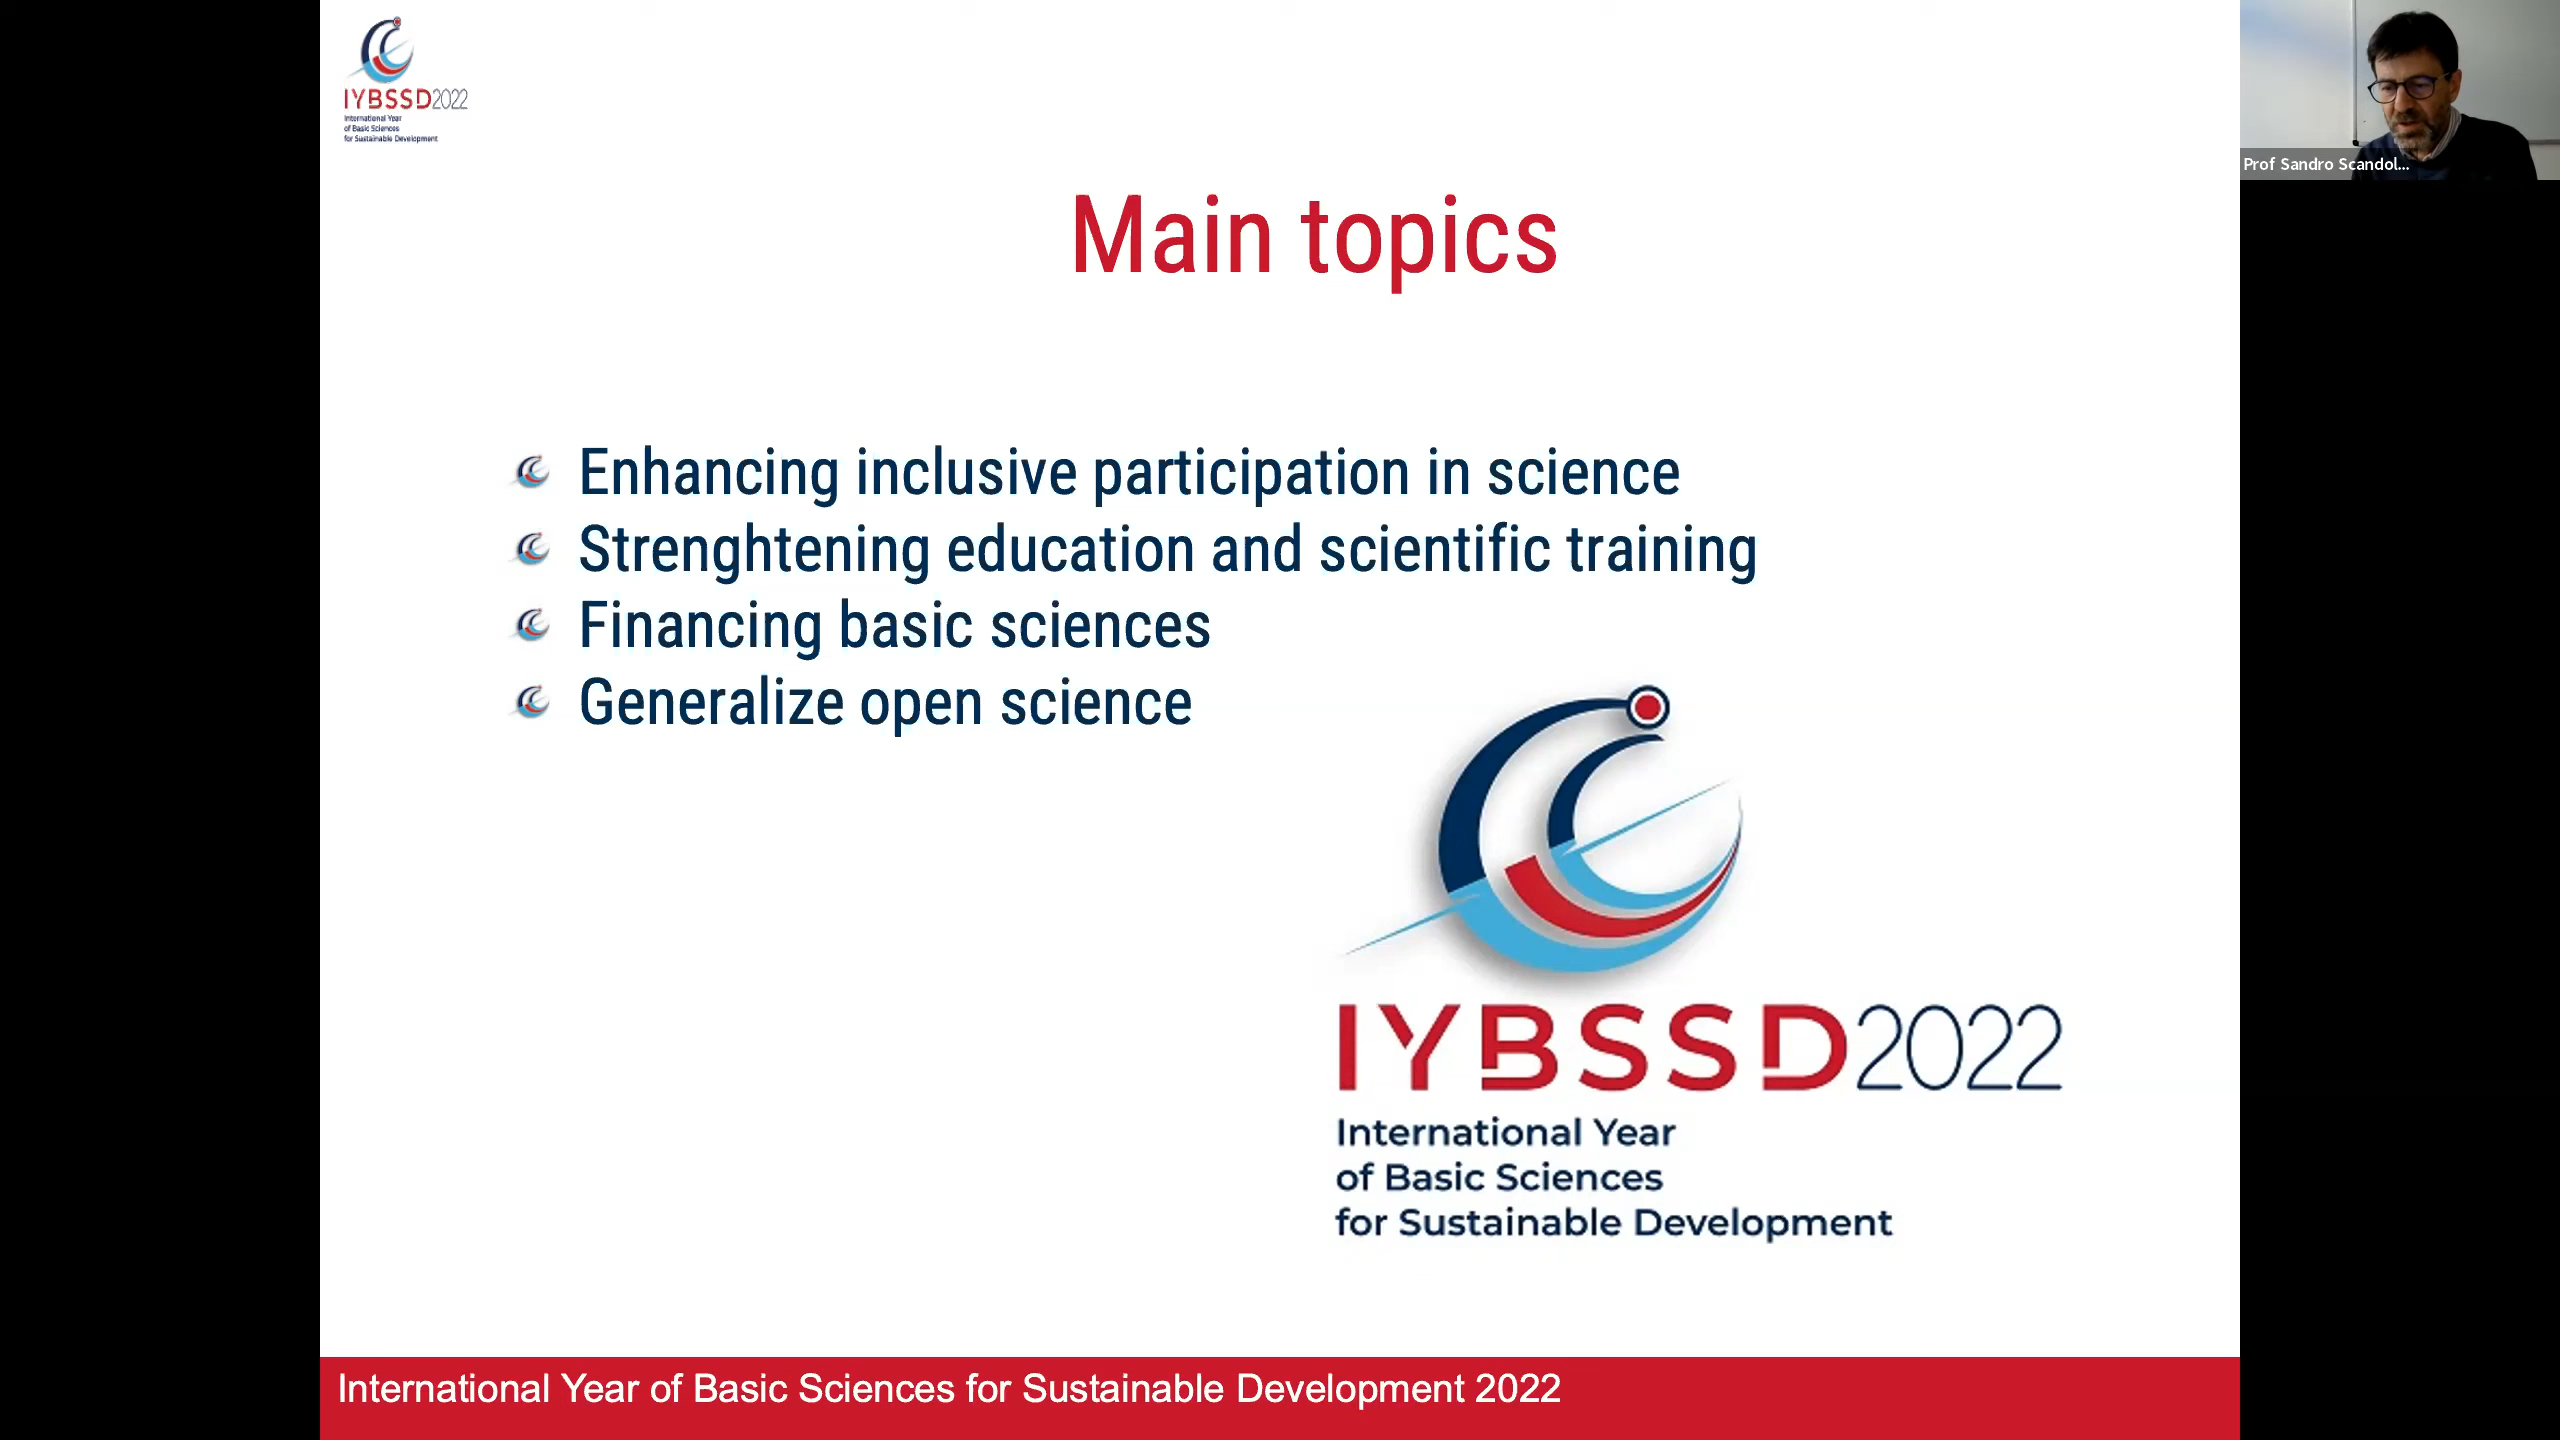 IYBSSD2022
International Year
of Basic Sciences
for Sustainable Development
Prof Sandro Scandol...
Main topics
Enhancing inclusive participation in science
Strenghtening education and scientific training
Financing basic sciences
Generalize open science
IYBSSD2022
International Year
of Basic Sciences
for Sustainable Development
International Year of Basic Sciences for Sustainable Development 2022